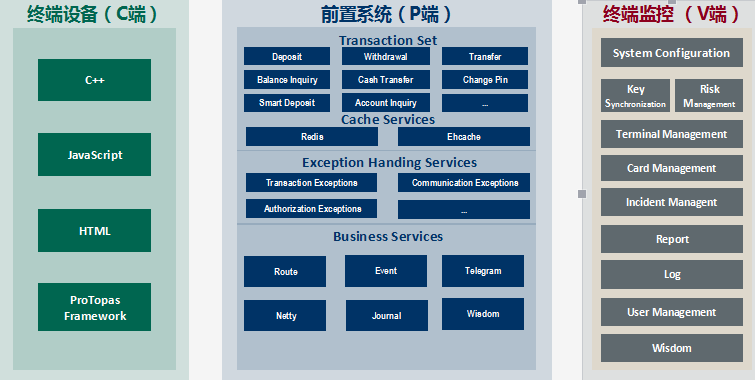 终端设备（C端）
C++
JavaScript
HTML
ProTopas
Framework
前置系统（P端）
Transaction Set
Deposit
Withdrawal
Transfer
Balance Inquiry
Cash Transfer
Change Pin
Smart Deposit
Account Inquiry
...
Cache Services
Redis
Ehcache
Exception Handing Services
Transaction Exceptions
Communication Exceptions
Authorization Exceptions
...
Business Services
Route
Event
Telegram
Netty
Journal
Wisdom
终端监控 （V端）
System Configuration
Key
Synchronization
Risk
Management
Terminal Management
Card Management
Incident Managent
Report
Log
User Management
Wisdom